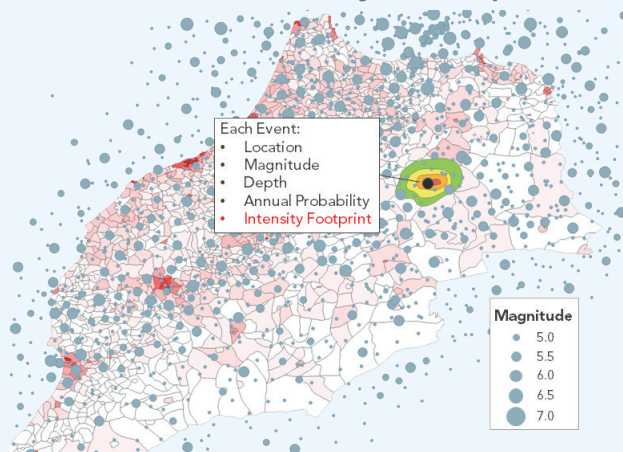 Each Event:
• Location
• Magnitude
• Depth
• Annual Probability
• Intensity Footprint
Magnitude
5.0
5.5
6.0
6.5
7.0